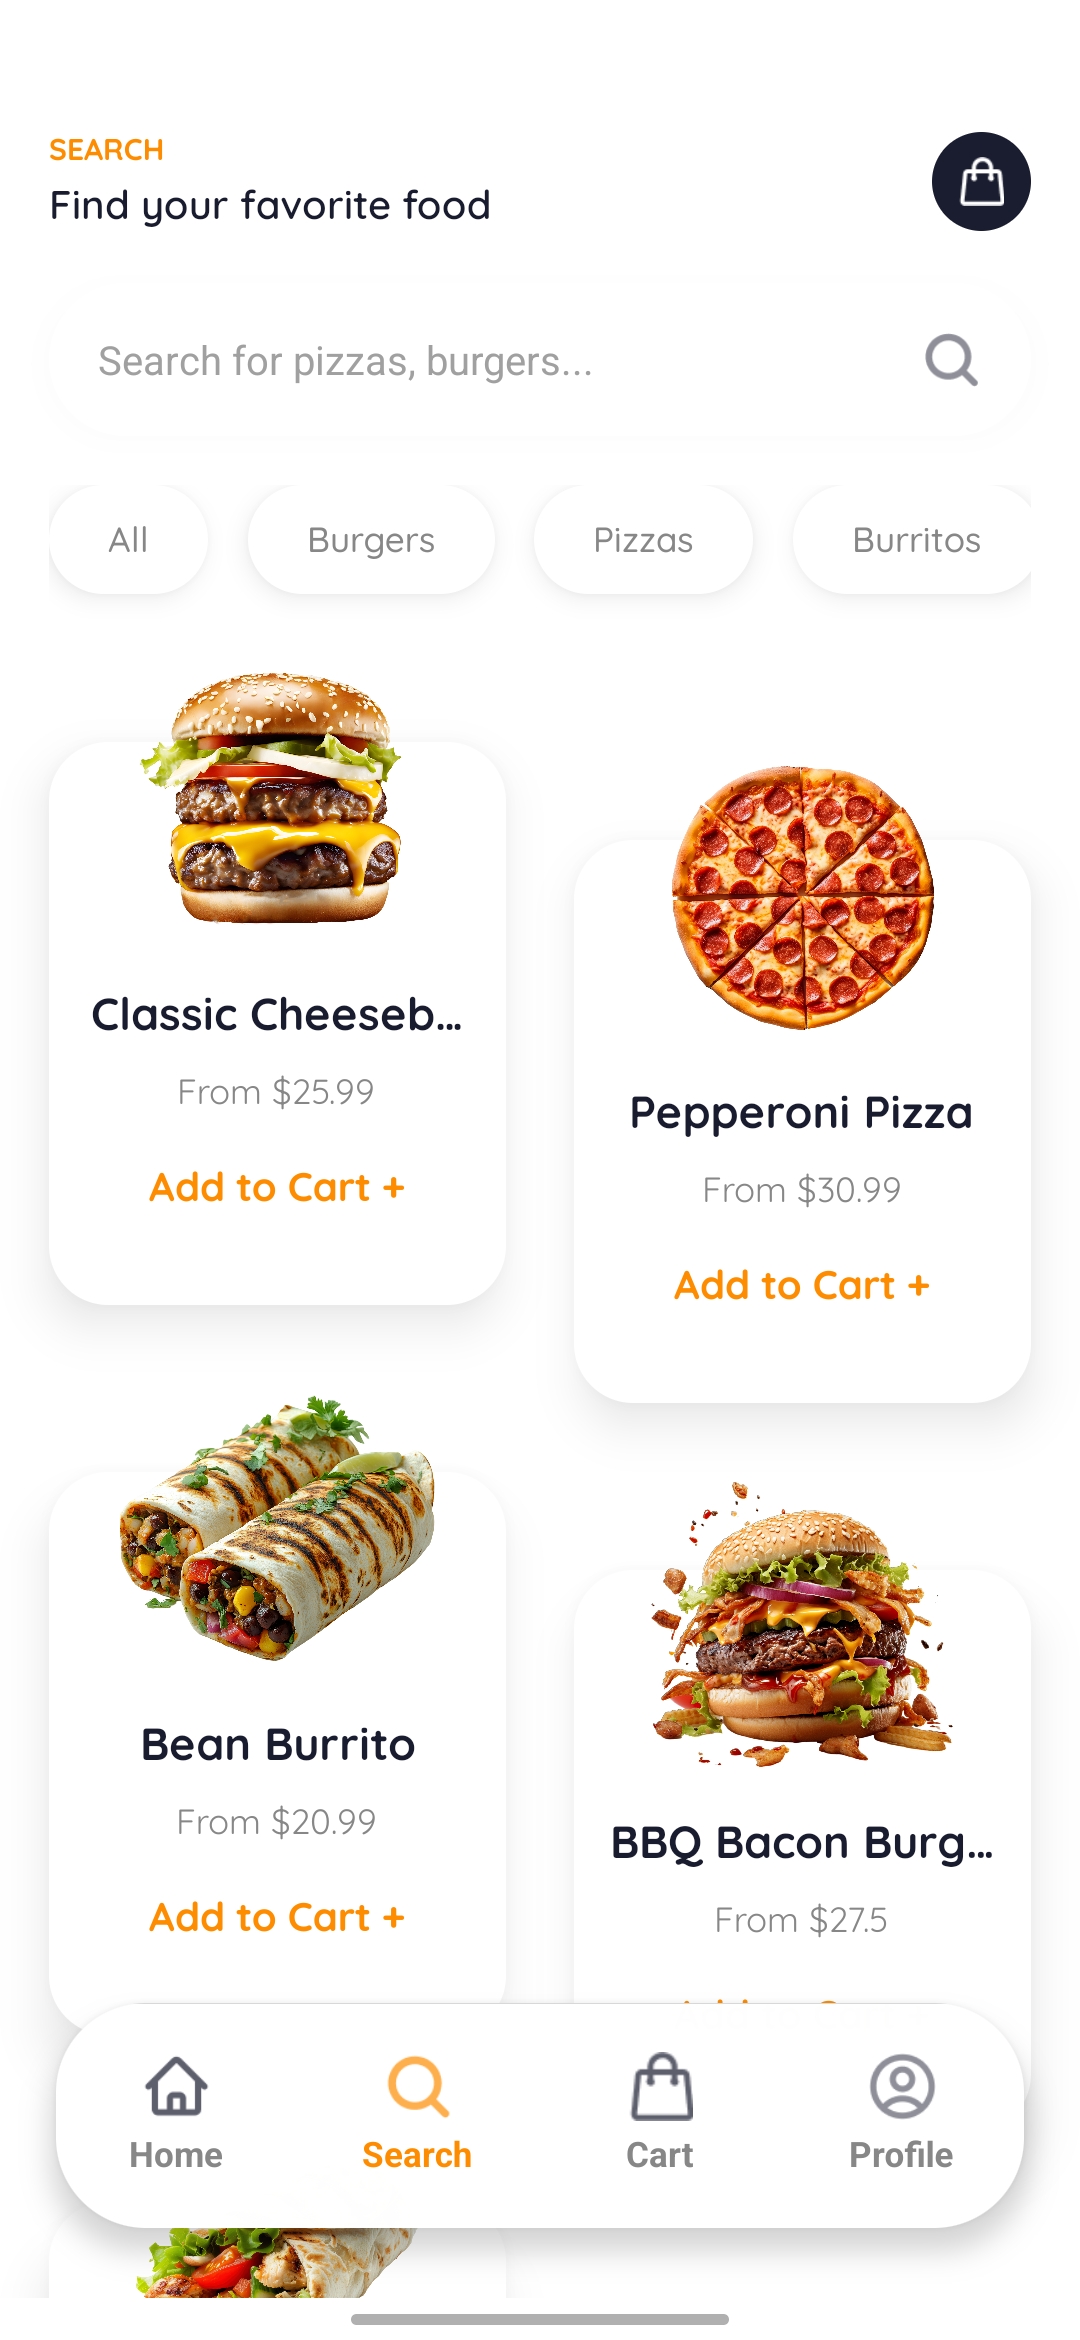 SEARCH
Find your favorite food
Search for pizzas, burgers...
All
Burgers
Pizzas
Burritos
Classic Cheeseb...
From $25.99
Add to Cart +
Pepperoni Pizza
From $30.99
Add to Cart +
Bean Burrito
From $20.99
Add to Cart +
BBQ Bacon Burg...
From $27.5
Home
Search
Cart
Profile